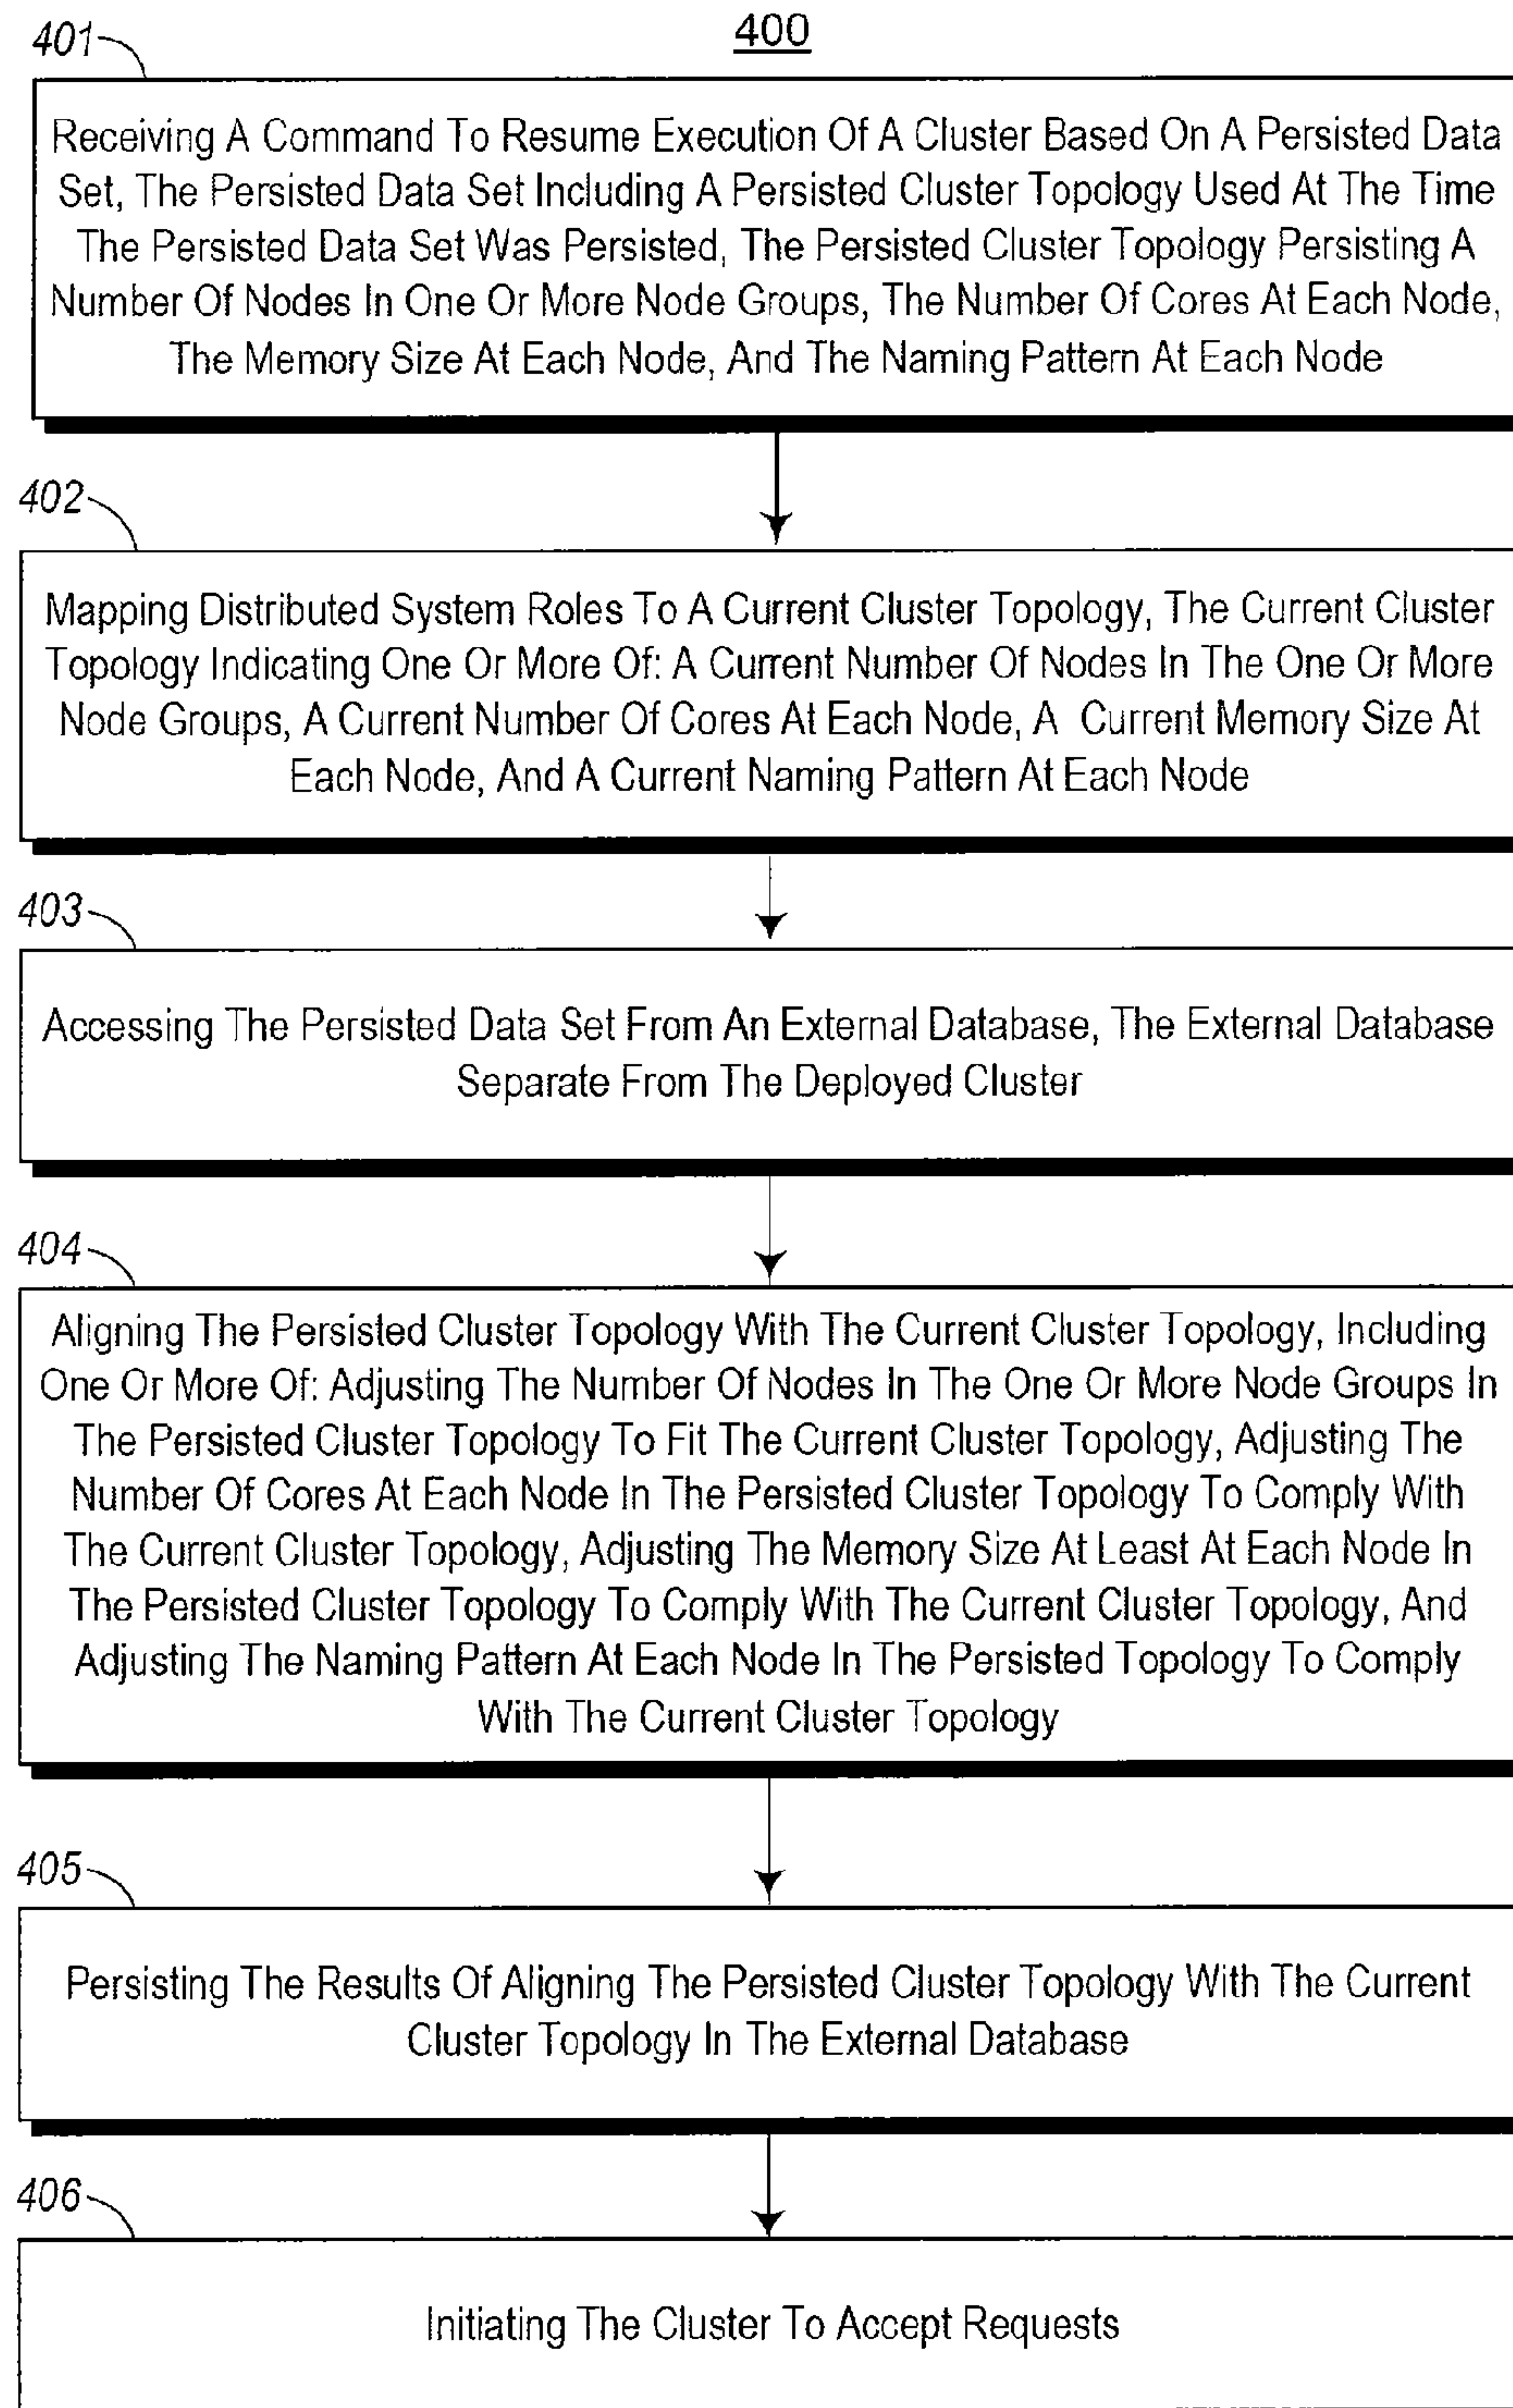 400
401
Receiving A Command To Resume Execution Of A Cluster Based On A Persisted Data
Set, The Persisted Data Set Including A Persisted Cluster Topology Used At The Time
The Persisted Data Set Was Persisted, The Persisted Cluster Topology Persisting A
Number Of Nodes In One Or More Node Groups, The Number Of Cores At Each Node,
The Memory Size At Each Node, And The Naming Pattern At Each Node
402
Mapping Distributed System Roles To A Current Cluster Topology, The Current Cluster
Topology Indicating One Or More Of: A Current Number Of Nodes In The One Or More
Node Groups, A Current Number Of Cores At Each Node, A Current Memory Size At
Each Node, And A Current Naming Pattern At Each Node
403
Accessing The Persisted Data Set From An External Database, The External Database
Separate From The Deployed Cluster
404
Aligning The Persisted Cluster Topology With The Current Cluster Topology, Including
One Or More Of: Adjusting The Number Of Nodes In The One Or More Node Groups In
The Persisted Cluster Topology To Fit The Current Cluster Topology, Adjusting The
Number Of Cores At Each Node In The Persisted Cluster Topology To Comply With
The Current Cluster Topology, Adjusting The Memory Size At Least At Each Node In
The Persisted Cluster Topology To Comply With The Current Cluster Topology, And
Adjusting The Naming Pattern At Each Node In The Persisted Topology To Comply
With The Current Cluster Topology
405
Persisting The Results Of Aligning The Persisted Cluster Topology With The Current
Cluster Topology In The External Database
406
Initiating The Cluster To Accept Requests